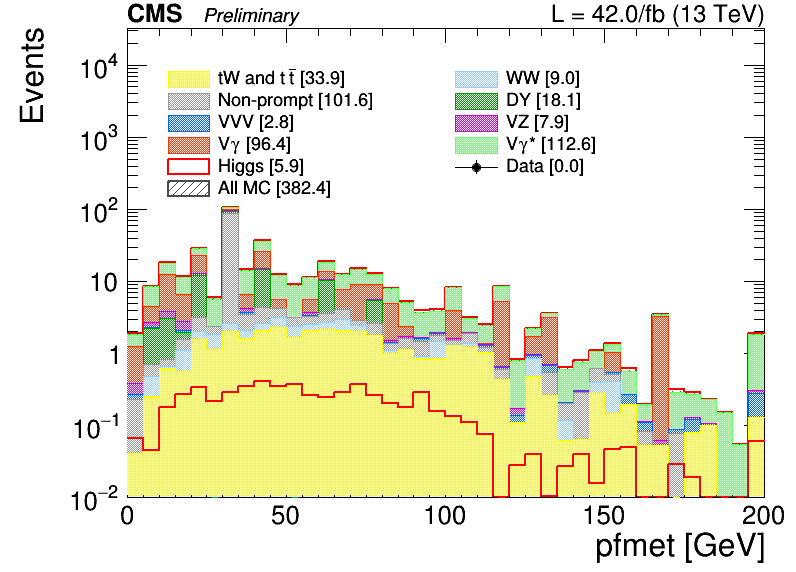 CMS Preliminary L = 42.0/fb (13 TeV)
Events
10⁴
10³
10²
10
1
10⁻¹
10⁻²
tW and t t̄ [33.9]
Non-prompt [101.6]
VVV [2.8]
Vγ [96.4]
Higgs [5.9]
All MC [382.4]
WW [9.0]
DY [18.1]
VZ [7.9]
Vγ* [112.6]
Data [0.0]
0 50 100 150 200
pfmet [GeV]